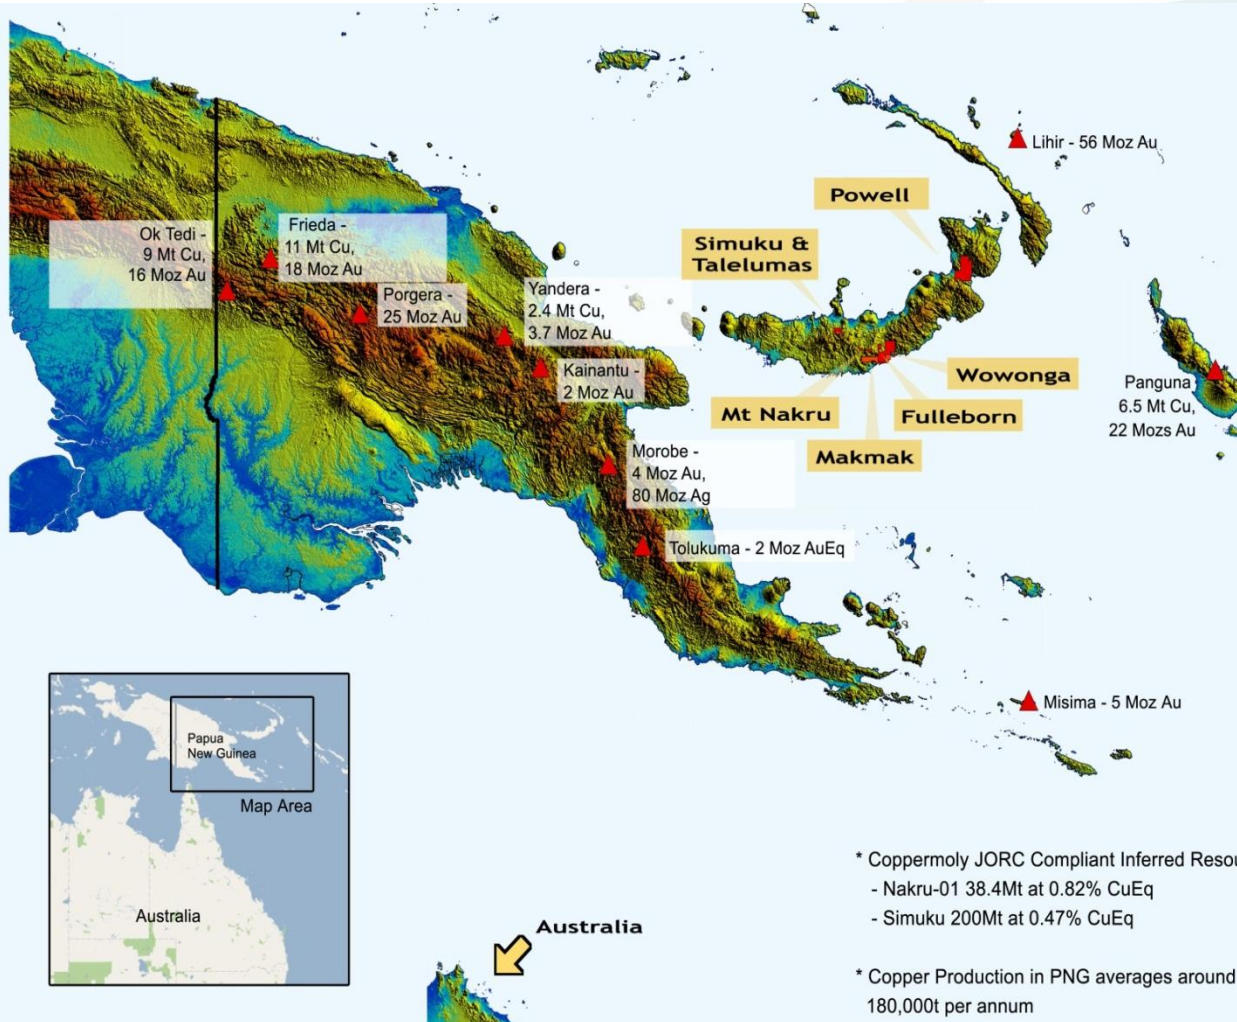 Lihir - 56 Moz Au
Powell
Simuku &
Talelumas
Ok Tedi -
9 Mt Cu,
16 Moz Au
Frieda -
11 Mt Cu,
18 Moz Au
Porgera -
25 Moz Au
Yandera -
2.4 Mt Cu,
3.7 Moz Au
Kainantu -
2 Moz Au
Wowonga
Mt Nakru
Fulleborn
Makmak
Panguna
6.5 Mt Cu,
22 Mozs Au
Morobe -
4 Moz Au,
80 Moz Ag
Tolukuma - 2 Moz AuEq
Misima - 5 Moz Au
Papua
New Guinea
Map Area
Australia
Australia
* Coppermoly JORC Compliant Inferred
- Nakru-01 38.4Mt at 0.82% CuEq
- Simuku 200Mt at 0.47% CuEq
* Copper Production in PNG averages around
180,000t per annum